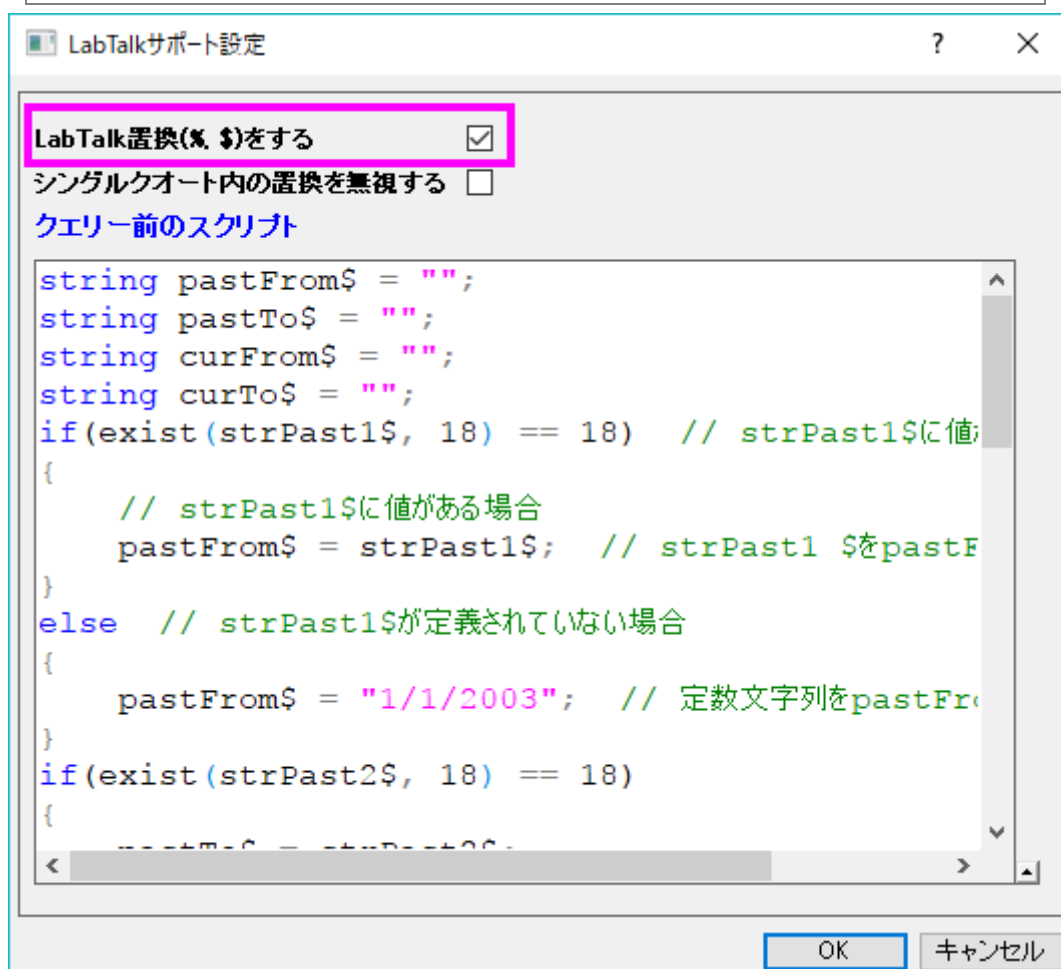 LabTalkサポート設定 ?
LabTalk置換(%, $)をする
シングルクオート内の置換を無視する
クエリー前のスクリプト
string pastFrom$ = "";
string pastTo$ = "";
string curFrom$ = "";
string curTo$ = "";
if(exist(strPast1$, 18) == 18) // strPast1$に値
{
// strPast1$に値がある場合
pastFrom$ = strPast1$; // strPast1 $をpastF
}
else // strPast1$が定義されていない場合
{
pastFrom$ = "1/1/2003"; // 定数文字列をpastFr
}
if(exist(strPast2$, 18) == 18)
{
OK キャンセル